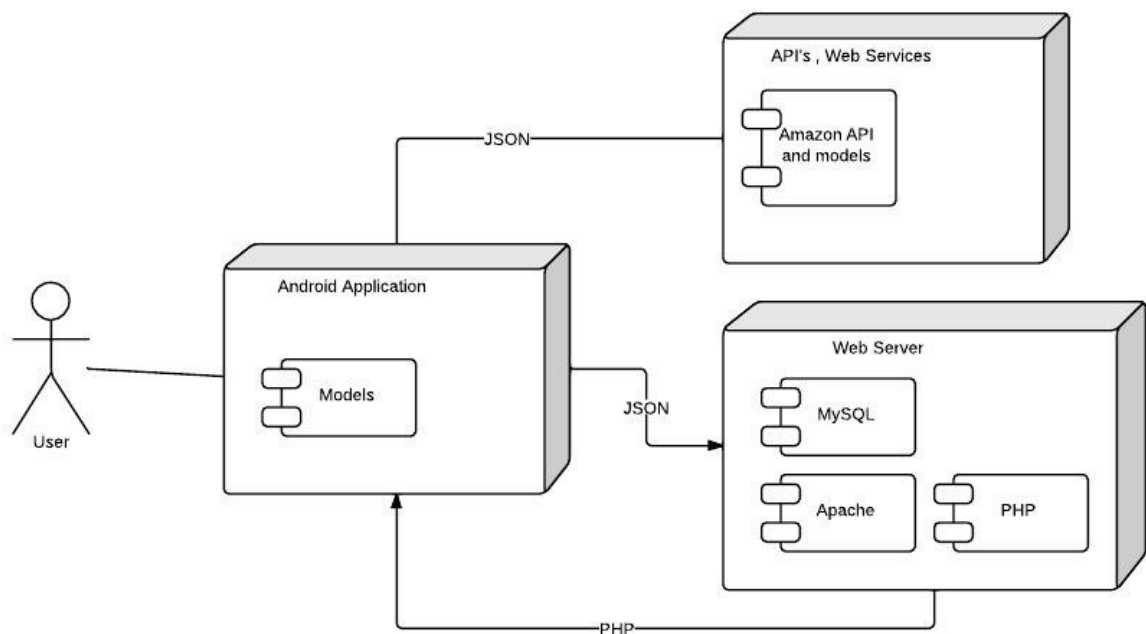 API's , Web Services
Amazon API
and models
JSON
Android Application
Models
User
JSON
Web Server
MySQL
Apache
PHP
PHP